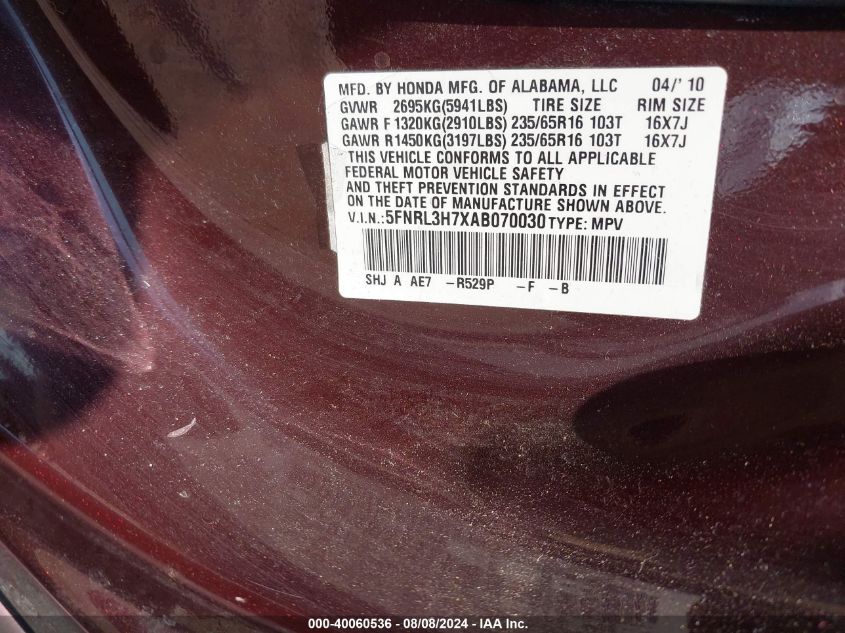 MFD. BY HONDA MFG. OF ALABAMA, LLC 04/'10
GVWR 2695KG(5941LBS) TIRE SIZE RIM SIZE
GAWR F 1320KG(2910LBS) 235/65R16 103T 16X7J
GAWR R1450KG(3197LBS) 235/65R16 103T 16X7J
THIS VEHICLE CONFORMS TO ALL APPLICABLE
FEDERAL MOTOR VEHICLE SAFETY
AND THEFT PREVENTION STANDARDS IN EFFECT
ON THE DATE OF MANUFACTURE SHOWN ABOVE.
V.I.N.: 5FNRL3H7XAB070030 TYPE: MPV
SHJ A AE7 -R529P -F -B
000-40060536 - 08/08/2024 - IAA Inc.